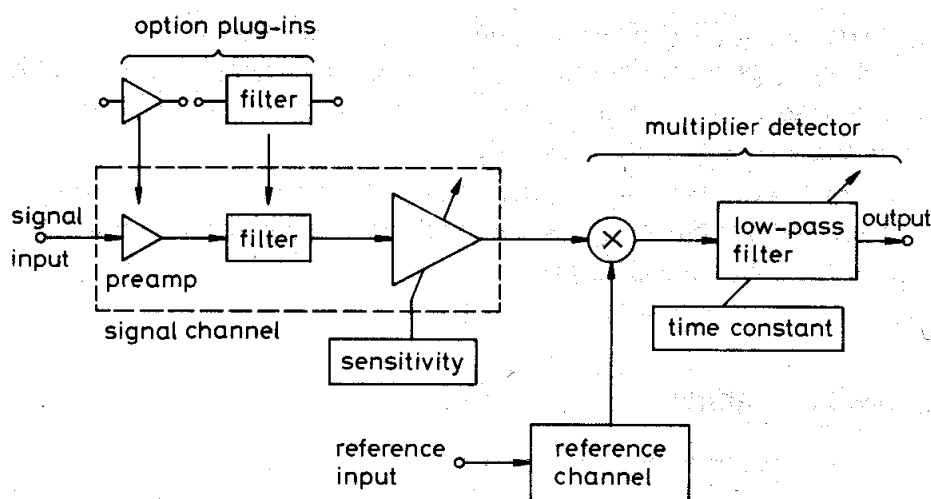 option plug-ins
filter
multiplier detector
signal
input
preamp
filter
low-pass
filter
output
signal channel
sensitivity
time constant
reference
input
reference
channel